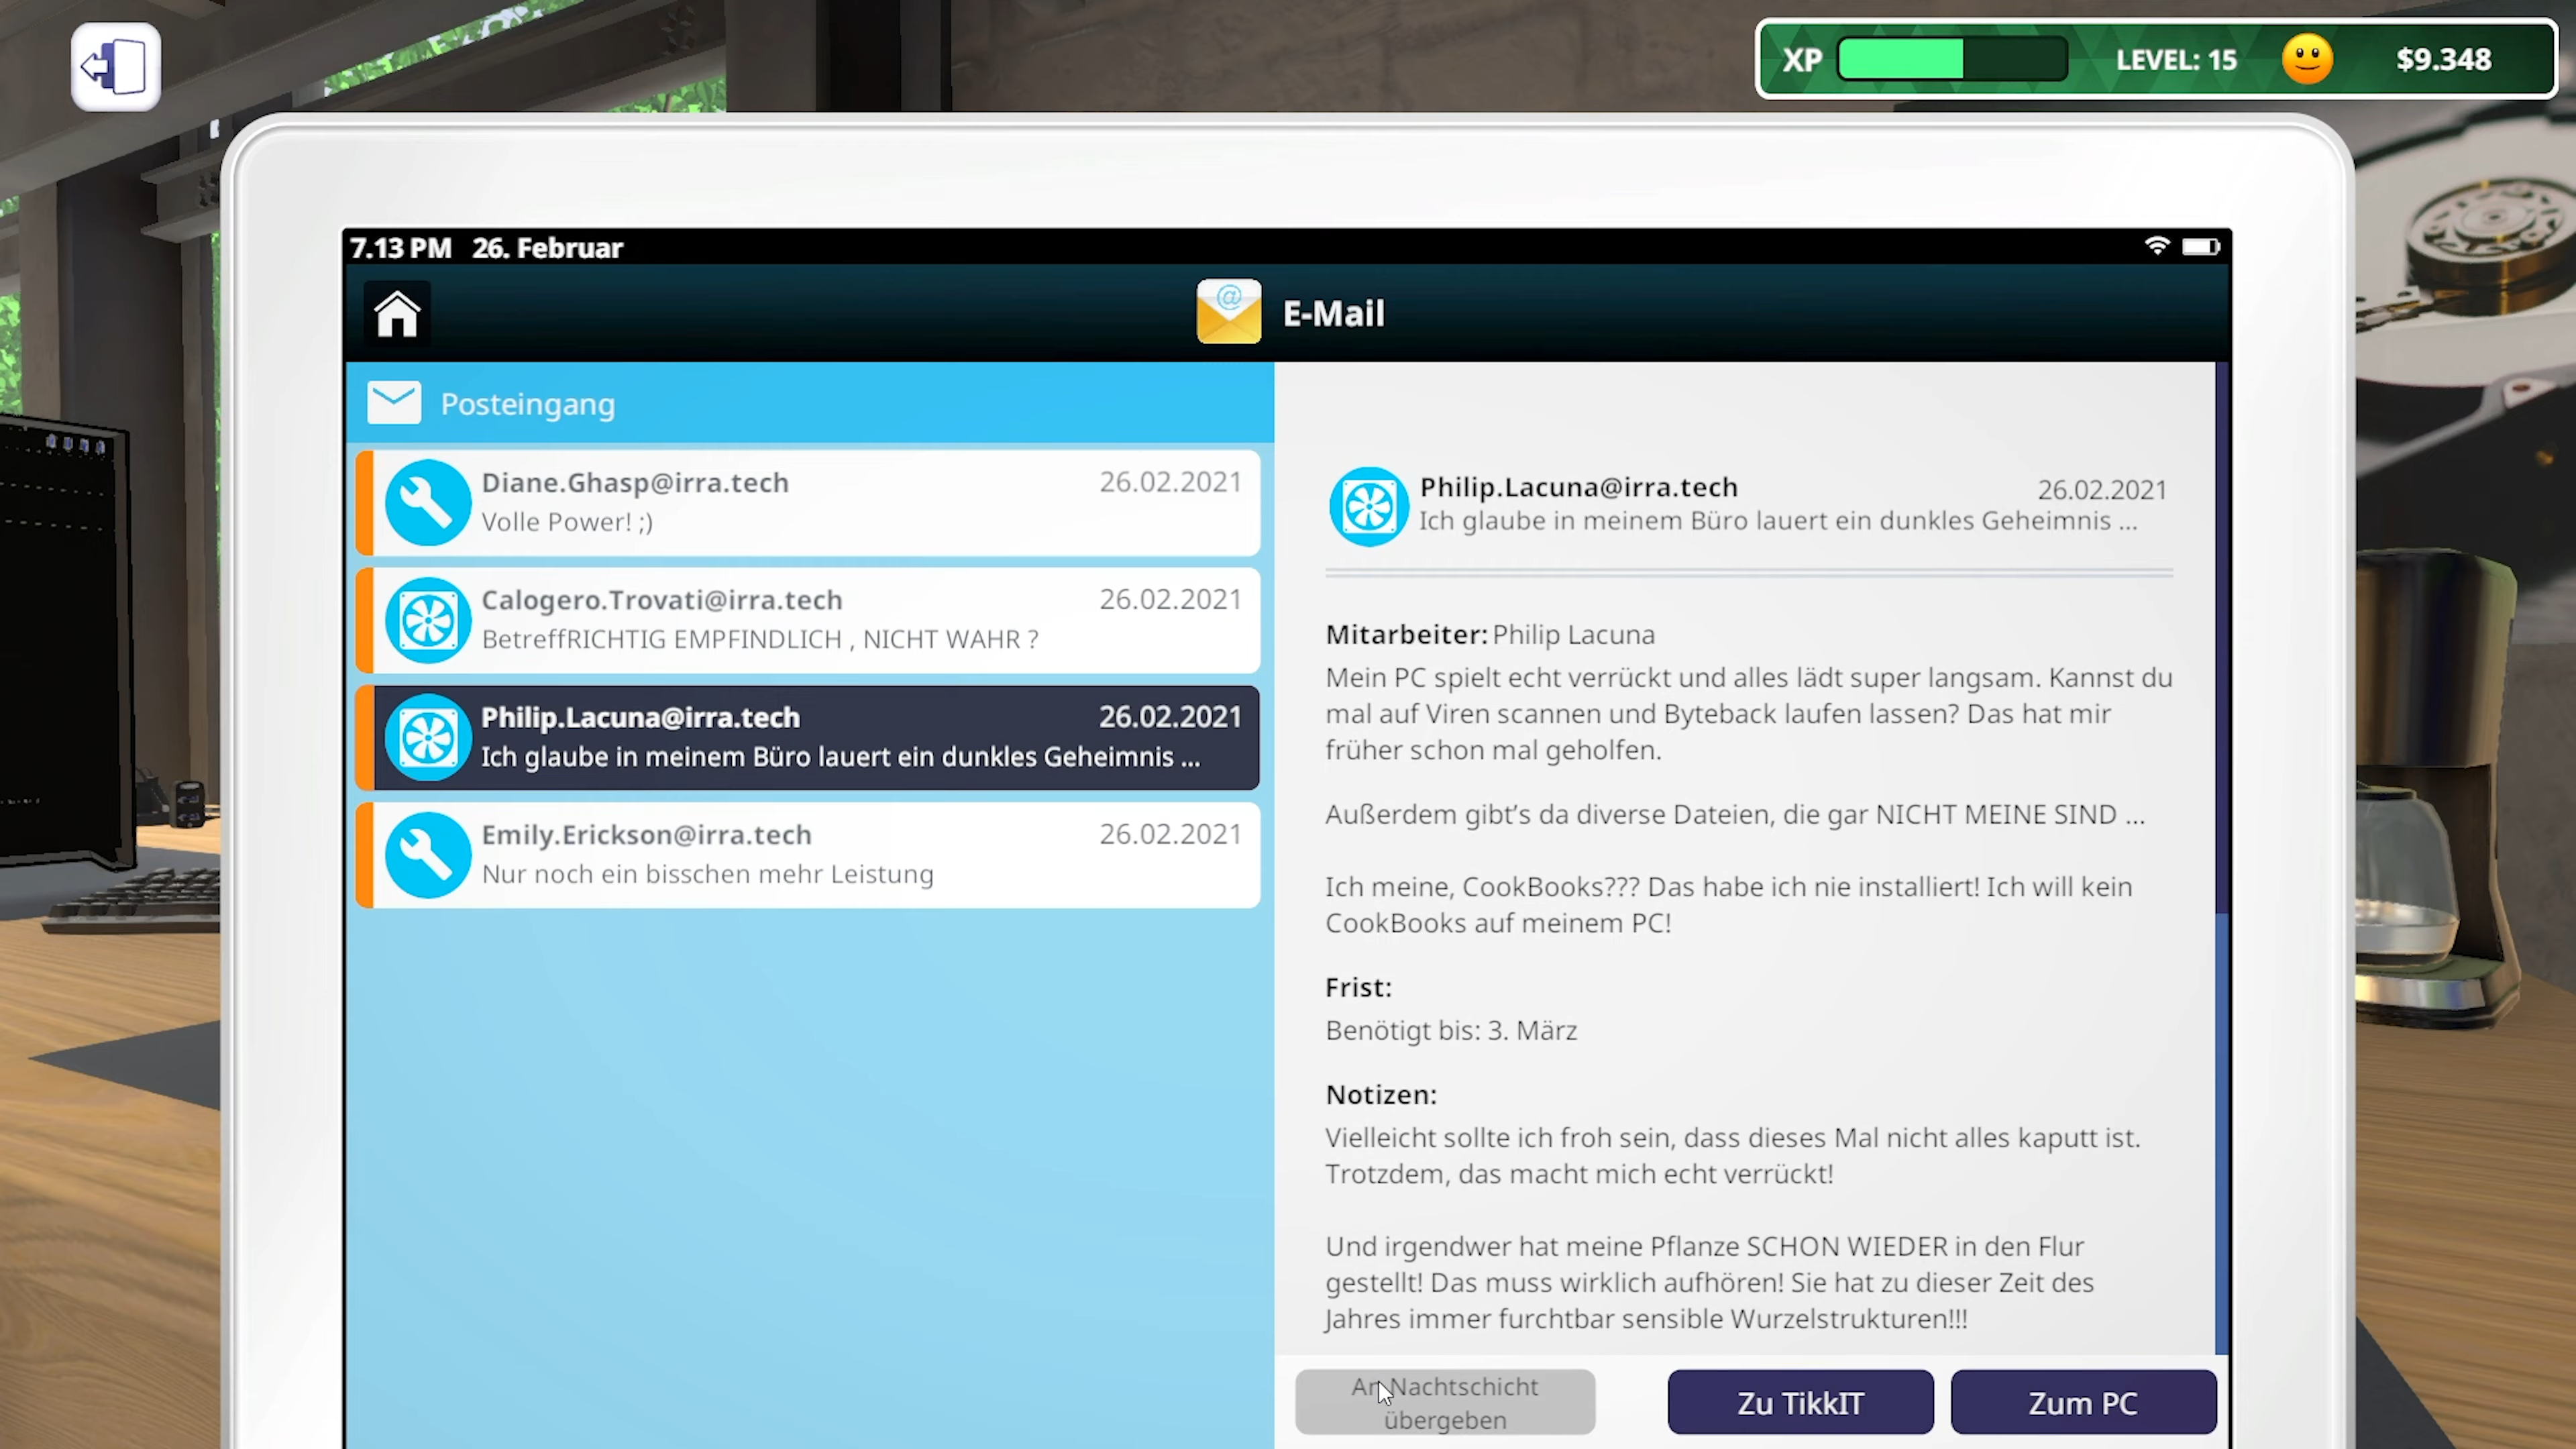 XP
LEVEL: 15
$9.348
7.13 PM 26. Februar
E-Mail
Posteingang
Diane.Ghasp@irra.tech 26.02.2021
Volle Power! ;)
Calogero.Trovati@irra.tech 26.02.2021
BetreffRICHTIG EMPFINDLICH , NICHT WAHR ?
Philip.Lacuna@irra.tech 26.02.2021
Ich glaube in meinem Büro lauert ein dunkles Geheimnis ...
Emily.Erickson@irra.tech 26.02.2021
Nur noch ein bisschen mehr Leistung
Philip.Lacuna@irra.tech 26.02.2021
Ich glaube in meinem Büro lauert ein dunkles Geheimnis ...
Mitarbeiter: Philip Lacuna
Mein PC spielt echt verrückt und alles lädt super langsam. Kannst du
mal auf Viren scannen und Byteback laufen lassen? Das hat mir
früher schon mal geholfen.
Außerdem gibt’s da diverse Dateien, die gar NICHT MEINE SIND ...
Ich meine, CookBooks??? Das habe ich nie installiert! Ich will kein
CookBooks auf meinem PC!
Frist:
Benötigt bis: 3. März
Notizen:
Vielleicht sollte ich froh sein, dass dieses Mal nicht alles kaputt ist.
Trotzdem, das macht mich echt verrückt!
Und irgendwer hat meine Pflanze SCHON WIEDER in den Flur
gestellt! Das muss wirklich aufhören! Sie hat zu dieser Zeit des
Jahres immer furchtbar sensible Wurzelstrukturen!!!
An Nachtschicht
übergeben
Zu TikkIT
Zum PC